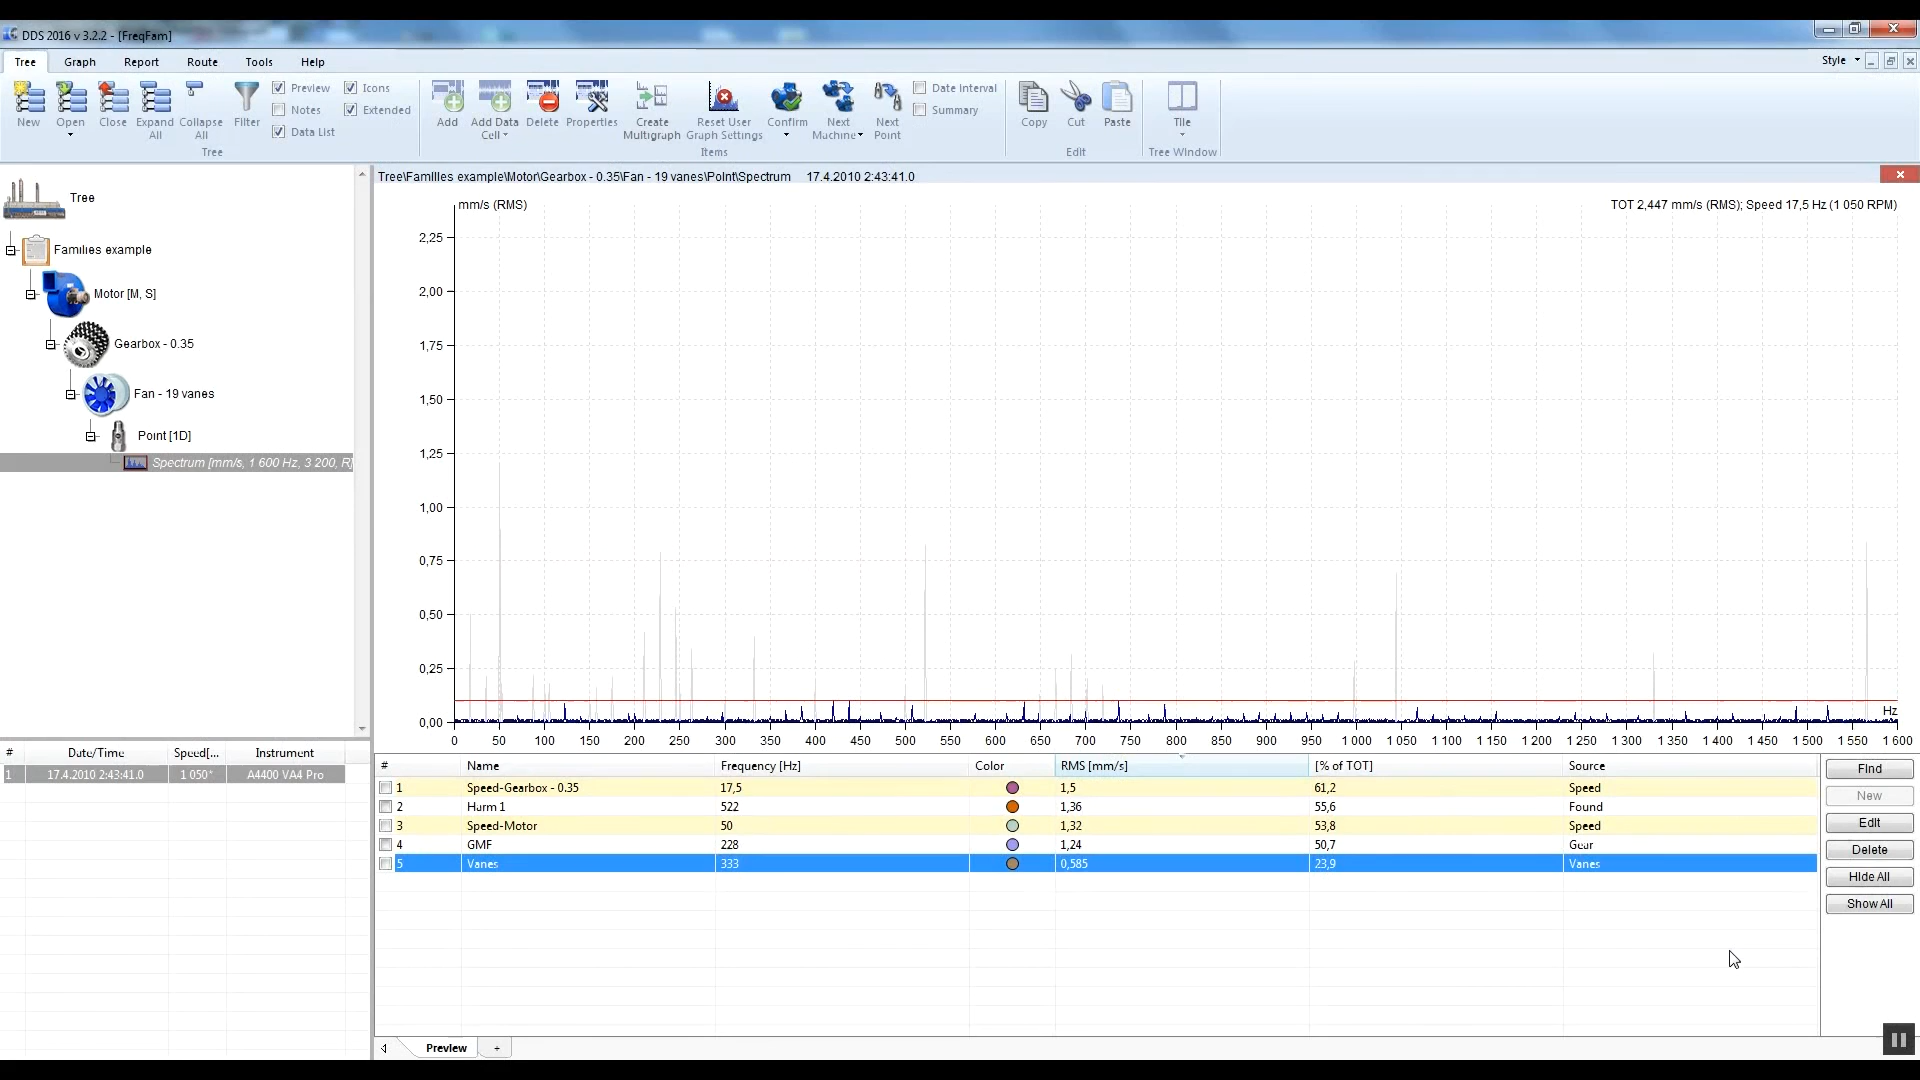 DDS 2016 v 3.2.2 - [FreqFam]
Tree Graph Report Route Tools Help Style
New Open Close Expand All Collapse All Filter
Preview Icons
Notes Extended
Data List
Tree
Add Add Data Cell Delete Properties Create Multigraph Reset User Graph Settings Confirm Next Machine Next Point
Date Interval
Summary
Items
Copy Cut Paste
Edit
Tile
Tree Window
Tree
Families example
Motor [M, S]
Gearbox - 0.35
Fan - 19 vanes
Point [1D]
Spectrum [mm/s, 1 600 Hz, 3 200, R]
# Date/Time Speed[... Instrument
1 17.4.2010 2:43:41.0 1 050* A4400 VA4 Pro
Tree\Families example\Motor\Gearbox - 0.35\Fan - 19 vanes\Point\Spectrum 17.4.2010 2:43:41.0
mm/s (RMS)
TOT 2,447 mm/s (RMS); Speed 17,5 Hz (1 050 RPM)
2,25
2,00
1,75
1,50
1,25
1,00
0,75
0,50
0,25
0,00
Hz
0 50 100 150 200 250 300 350 400 450 500 550 600 650 700 750 800 850 900 950 1 000 1 050 1 100 1 150 1 200 1 250 1 300 1 350 1 400 1 450 1 500 1 550 1 600
# Name Frequency [Hz] Color RMS [mm/s] [% of TOT] Source
1 Speed-Gearbox - 0.35 17,5 1,5 61,2 Speed
2 Harm 1 522 1,36 55,6 Found
3 Speed-Motor 50 1,32 53,8 Speed
4 GMF 228 1,24 50,7 Gear
5 Vanes 333 0,585 23,9 Vanes
Find
New
Edit
Delete
Hide All
Show All
Preview +